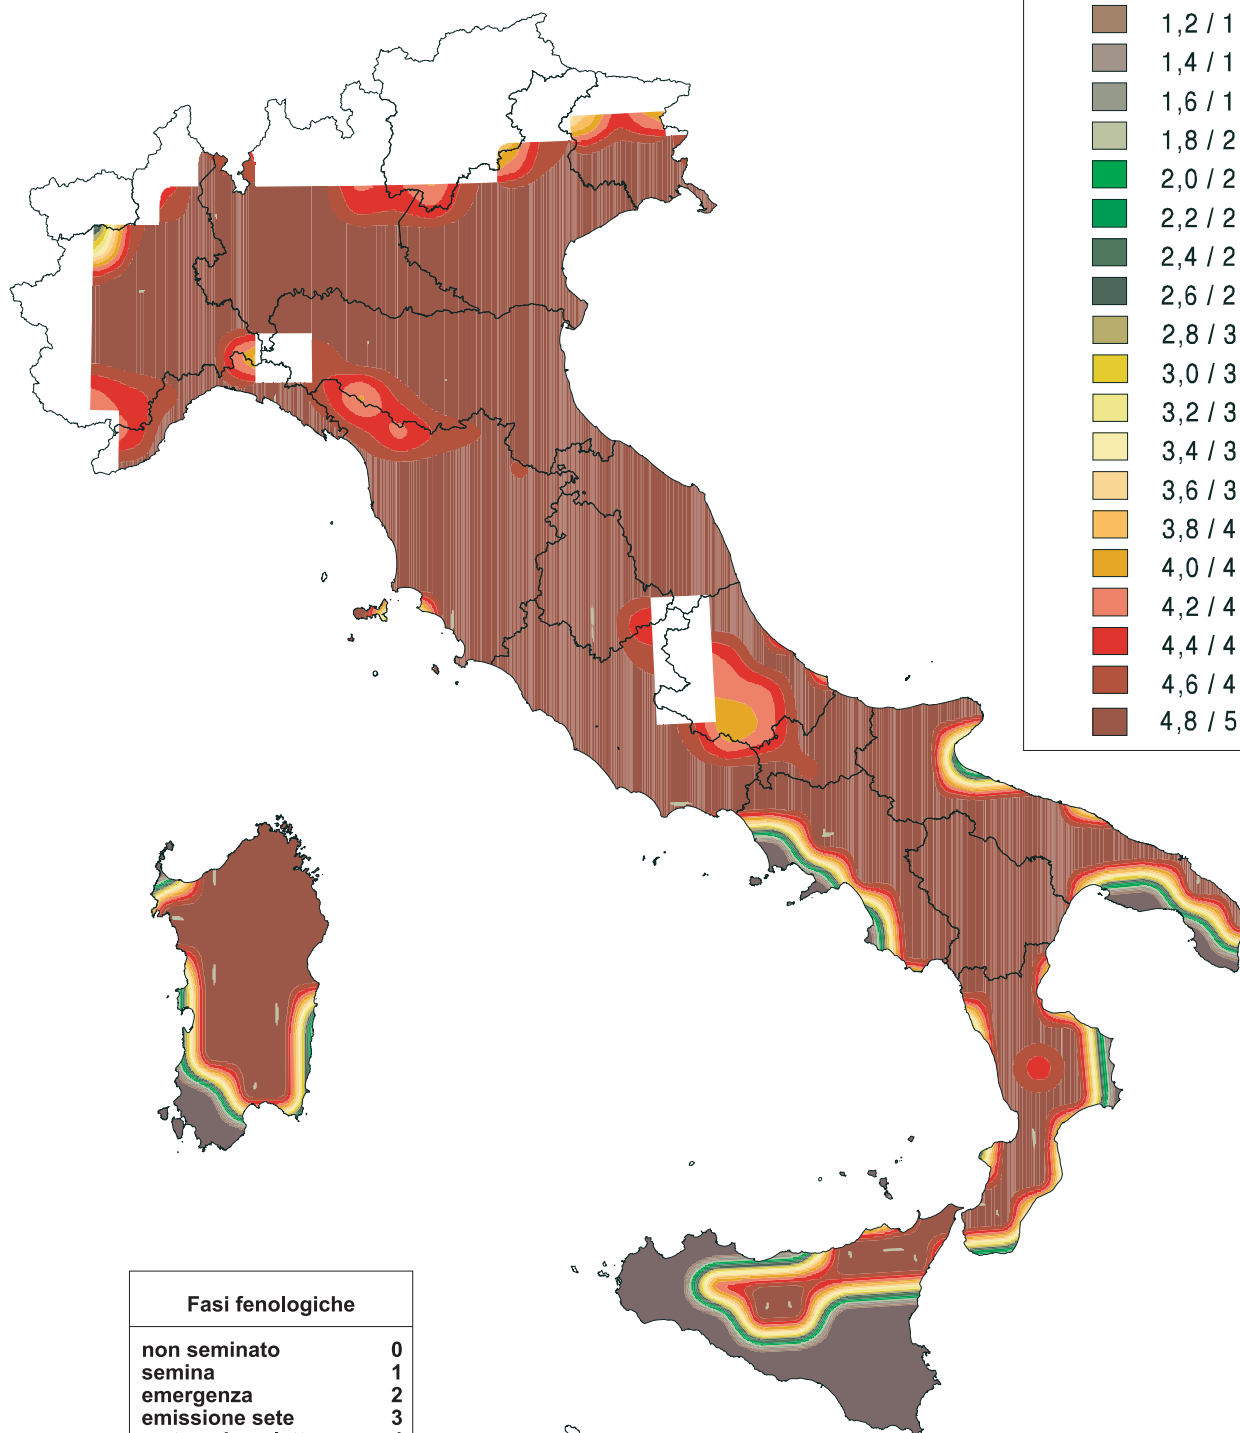 1,2 / 1
1,4 / 1
1,6 / 1
1,8 / 2
2,0 / 2
2,2 / 2
2,4 / 2
2,6 / 2
2,8 / 3
3,0 / 3
3,2 / 3
3,4 / 3
3,6 / 3
3,8 / 4
4,0 / 4
4,2 / 4
4,4 / 4
4,6 / 4
4,8 / 5
Fasi fenologiche
non seminato 0
semina 1
emergenza 2
emissione sete 3